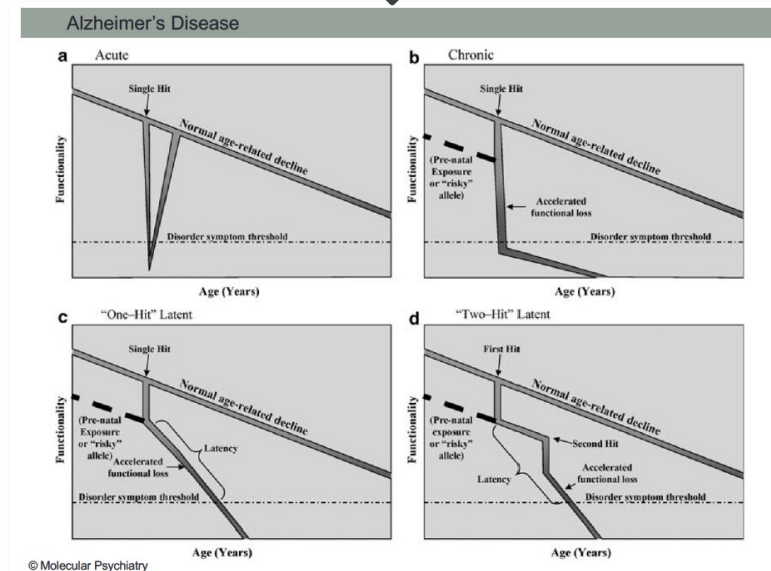 Alzheimer's Disease
a Acute
Single Hit
Normal age-related decline
Functionality
Disorder symptom threshold
Age (Years)
b Chronic
Single Hit
Normal age-related decline
(Pre-natal
Exposure
or "risky"
allele)
Accelerated
functional loss
Functionality
Disorder symptom threshold
Age (Years)
c "One-Hit" Latent
Single Hit
Normal age-related decline
(Pre-natal
Exposure
or "risky"
allele)
Latency
Accelerated
functional loss
Functionality
Disorder symptom threshold
Age (Years)
d "Two-Hit" Latent
First Hit
Normal age-related decline
(Pre-natal
exposure
or "risky"
allele)
Second Hit
Latency
Accelerated
functional loss
Functionality
Disorder symptom threshold
Age (Years)
© Molecular Psychiatry